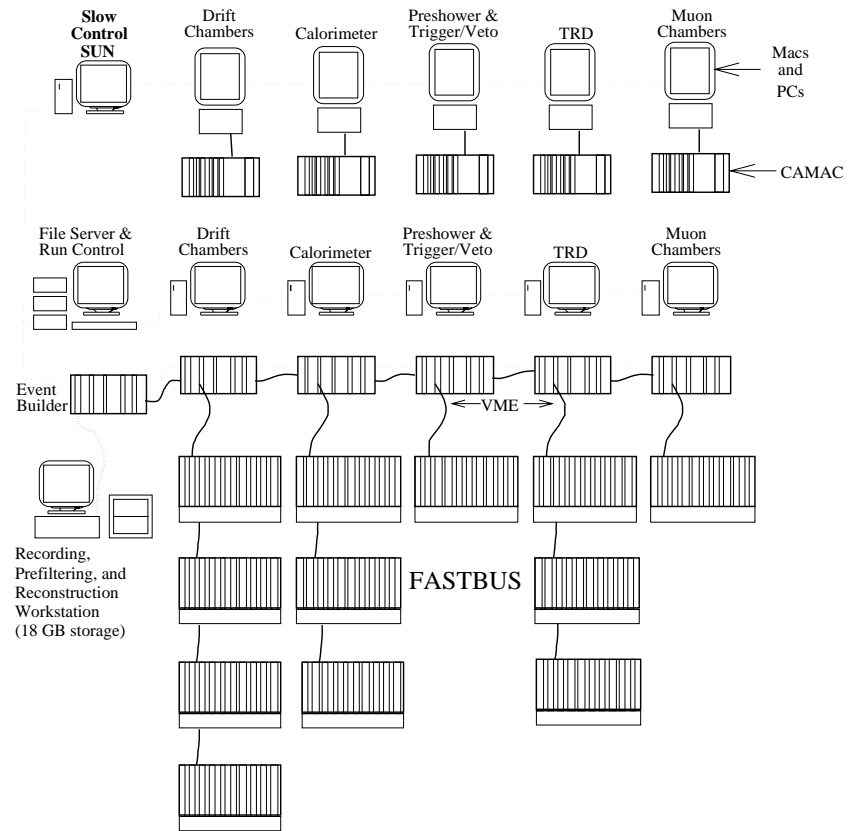 Slow
Control
SUN
Drift
Chambers
Calorimeter
Preshower &
Trigger/Veto
TRD
Muon
Chambers
Macs
and
PCs
CAMAC
File Server &
Run Control
Drift
Chambers
Calorimeter
Preshower &
Trigger/Veto
TRD
Muon
Chambers
Event
Builder
VME
FASTBUS
Recording,
Prefiltering, and
Reconstruction
Workstation
(18 GB storage)